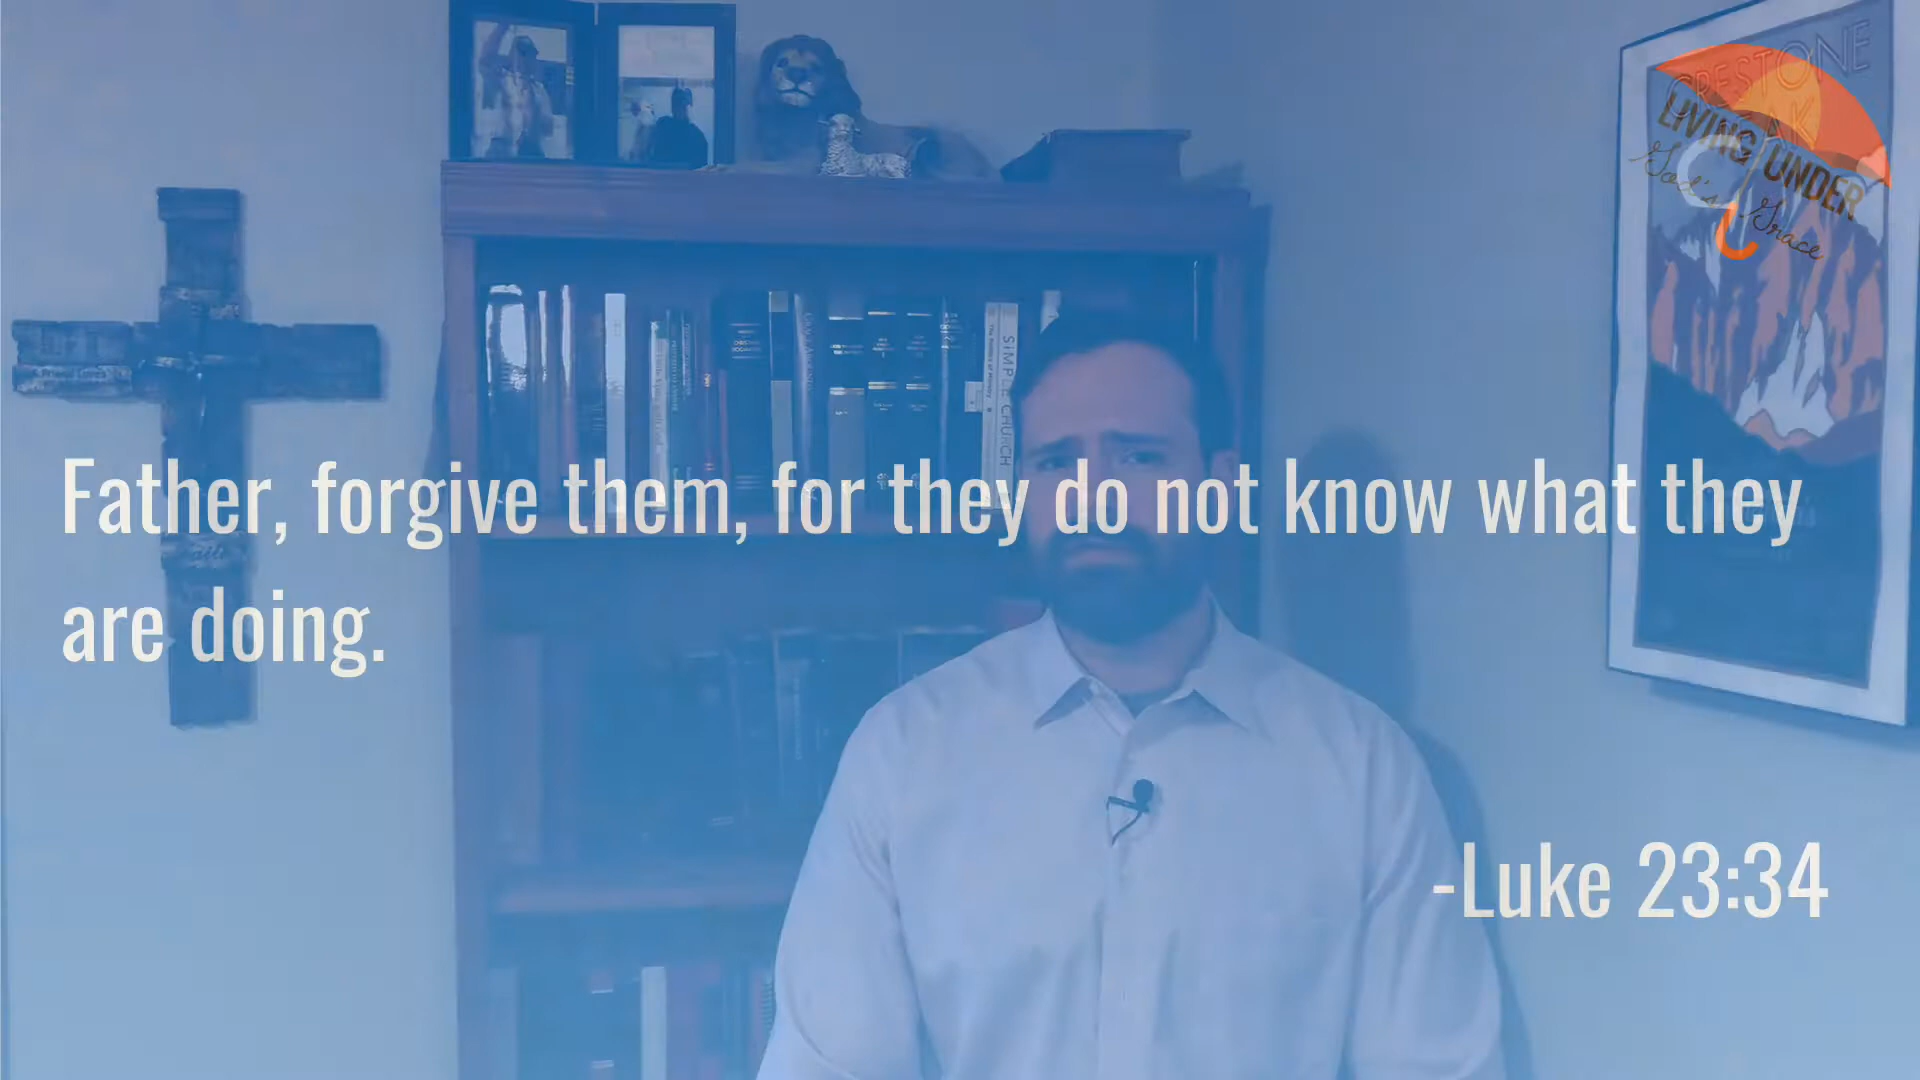 CRESTONE
LIVING UNDER
God's Grace
SIMPLE CHURCH
Father, forgive them, for they do not know what they
are doing.
-Luke 23:34